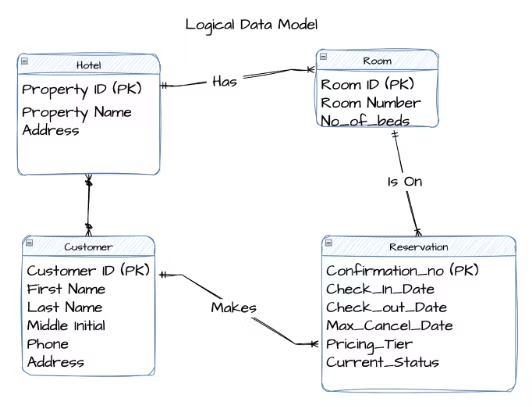 Logical Data Model
Hotel
Property ID (PK)
Property Name
Address
Has
Room
Room ID (PK)
Room Number
No_of_beds
Is On
Customer
Customer ID (PK)
First Name
Last Name
Middle Initial
Phone
Address
Makes
Reservation
Confirmation_no (PK)
Check_In_Date
Check_out_Date
Max_Cancel_Date
Pricing_Tier
Current_Status